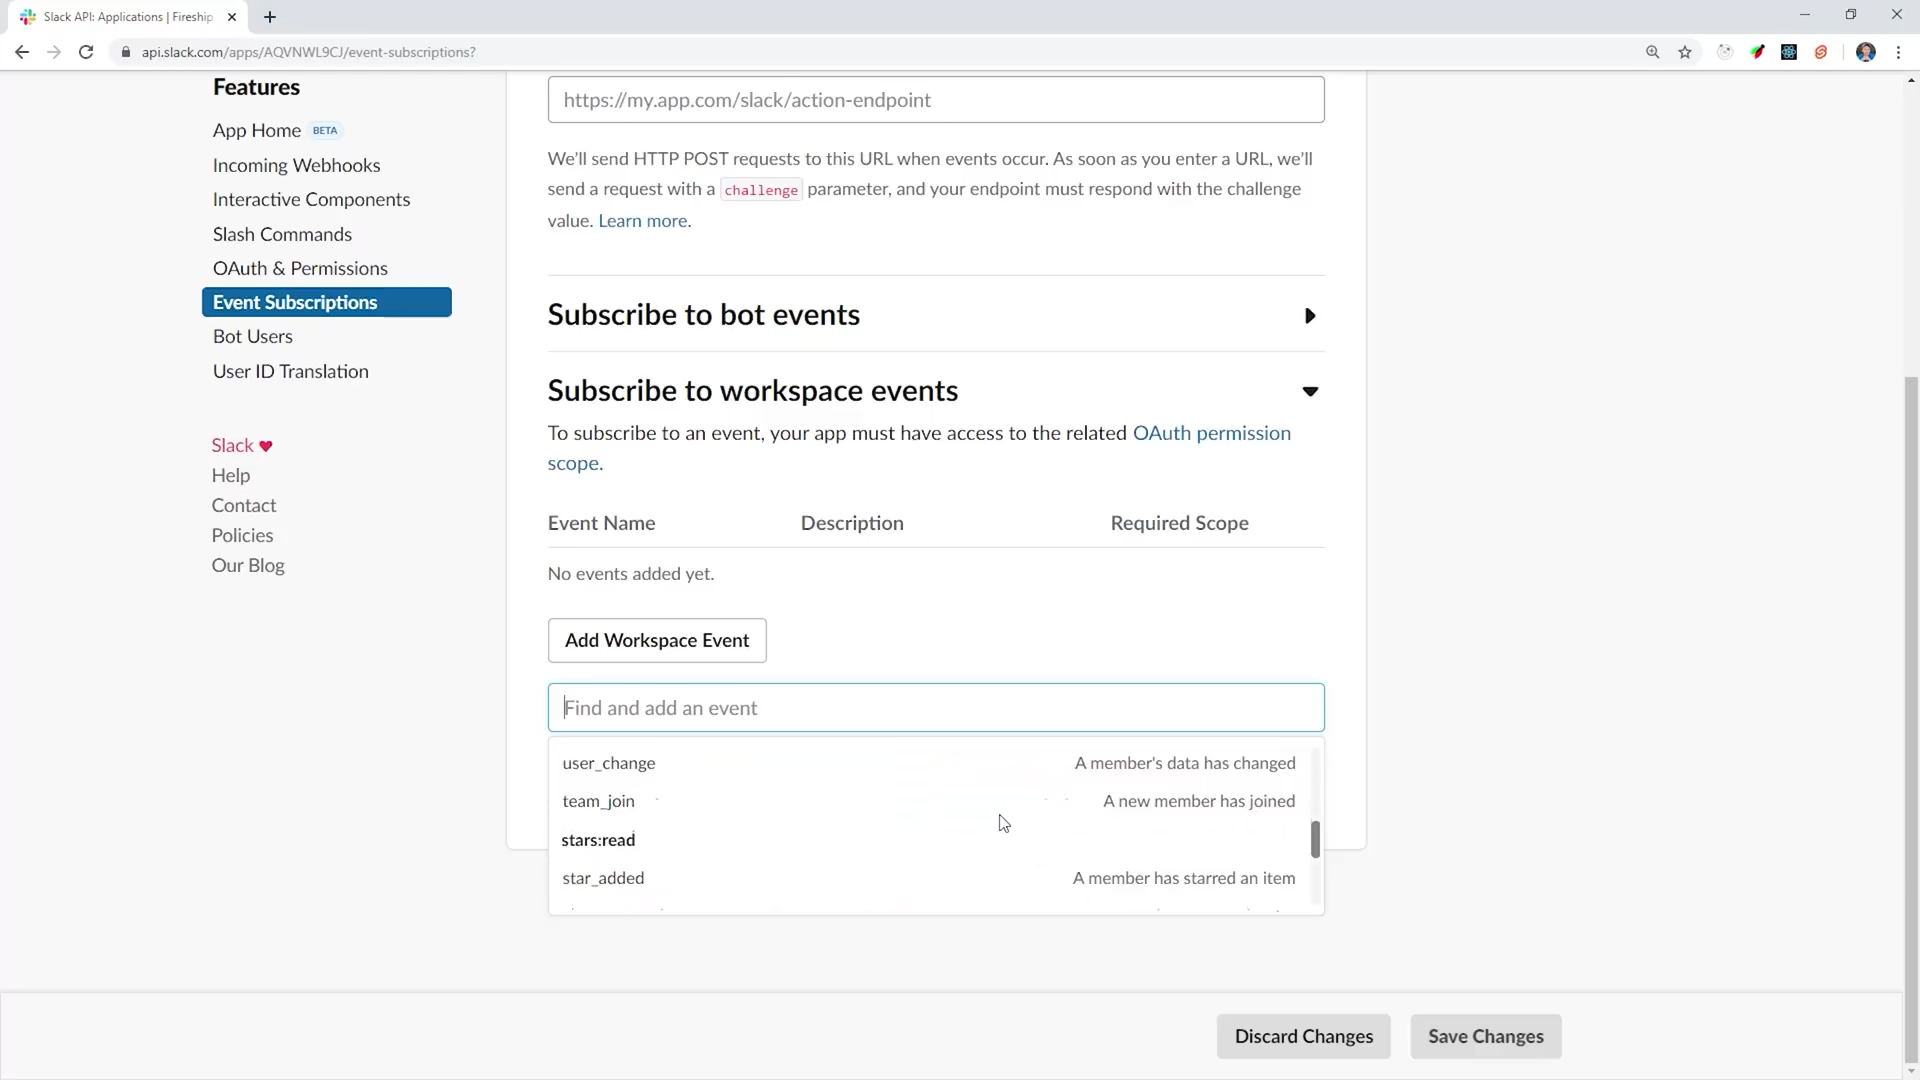 Slack API: Applications | Fireship
api.slack.com/apps/AQVNWL9CJ/event-subscriptions?
Features
App Home BETA
Incoming Webhooks
Interactive Components
Slash Commands
OAuth & Permissions
Event Subscriptions
Bot Users
User ID Translation
Slack
Help
Contact
Policies
Our Blog
https://my.app.com/slack/action-endpoint
We'll send HTTP POST requests to this URL when events occur. As soon as you enter a URL, we'll
send a request with a challenge parameter, and your endpoint must respond with the challenge
value. Learn more.
Subscribe to bot events
Subscribe to workspace events
To subscribe to an event, your app must have access to the related OAuth permission
scope.
Event Name Description Required Scope
No events added yet.
Add Workspace Event
Find and add an event
user_change A member's data has changed
team_join A new member has joined
stars:read
star_added A member has starred an item
Discard Changes Save Changes